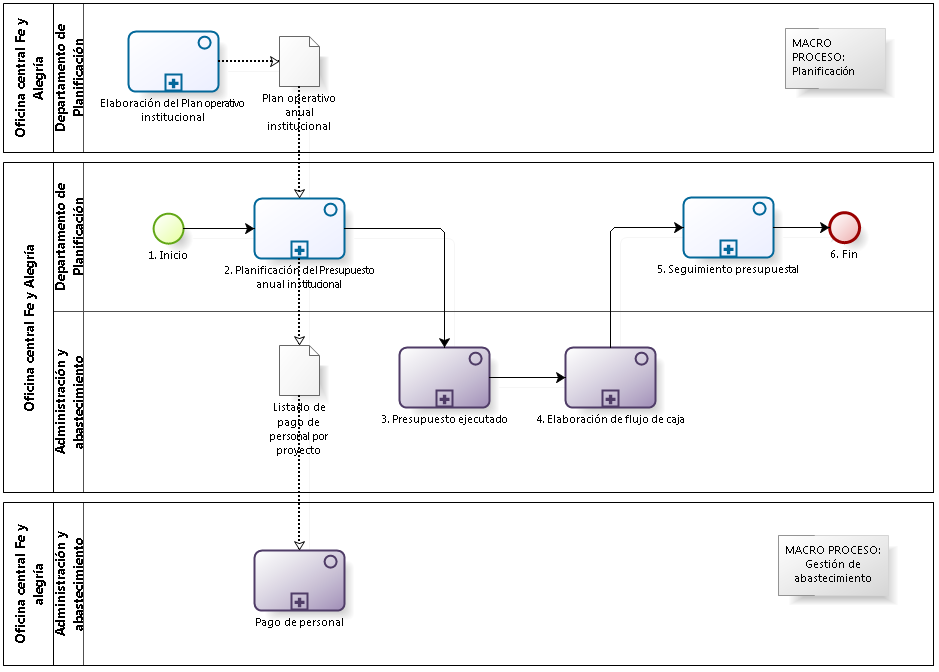 Oficina central Fe y
Alegría
Departamento de
Planificación
Elaboración del Plan operativo
institucional
Plan operativo
anual
institucional
MACRO
PROCESO:
Planificación
Oficina central Fe y Alegría
Departamento de
Planificación
1. Inicio
2. Planificación del Presupuesto
anual institucional
5. Seguimiento presupuestal
6. Fin
Administración y
abastecimiento
Listado de
pago de
personal por
proyecto
3. Presupuesto ejecutado
4. Elaboración de flujo de caja
Oficina central Fe y
alegría
Administración y
abastecimiento
Pago de personal
MACRO PROCESO:
Gestión de
abastecimiento